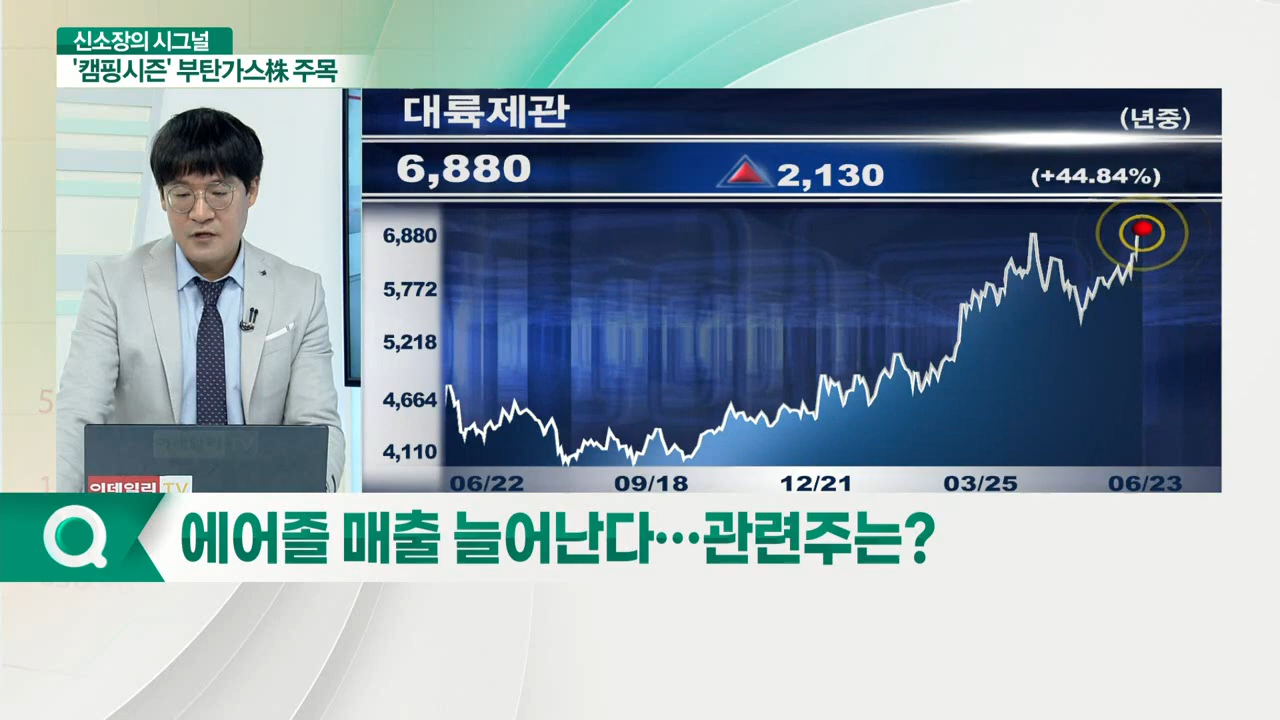 신소장의 시그널
'캠핑시즌' 부탄가스株 주목
대륙제관
(년중)
6,880
2,130
(+44.84%)
6,880
5,772
5,218
4,664
4,110
06/22
09/18
12/21
03/25
06/23
이데일리TV
에어졸 매출 늘어난다…관련주는?